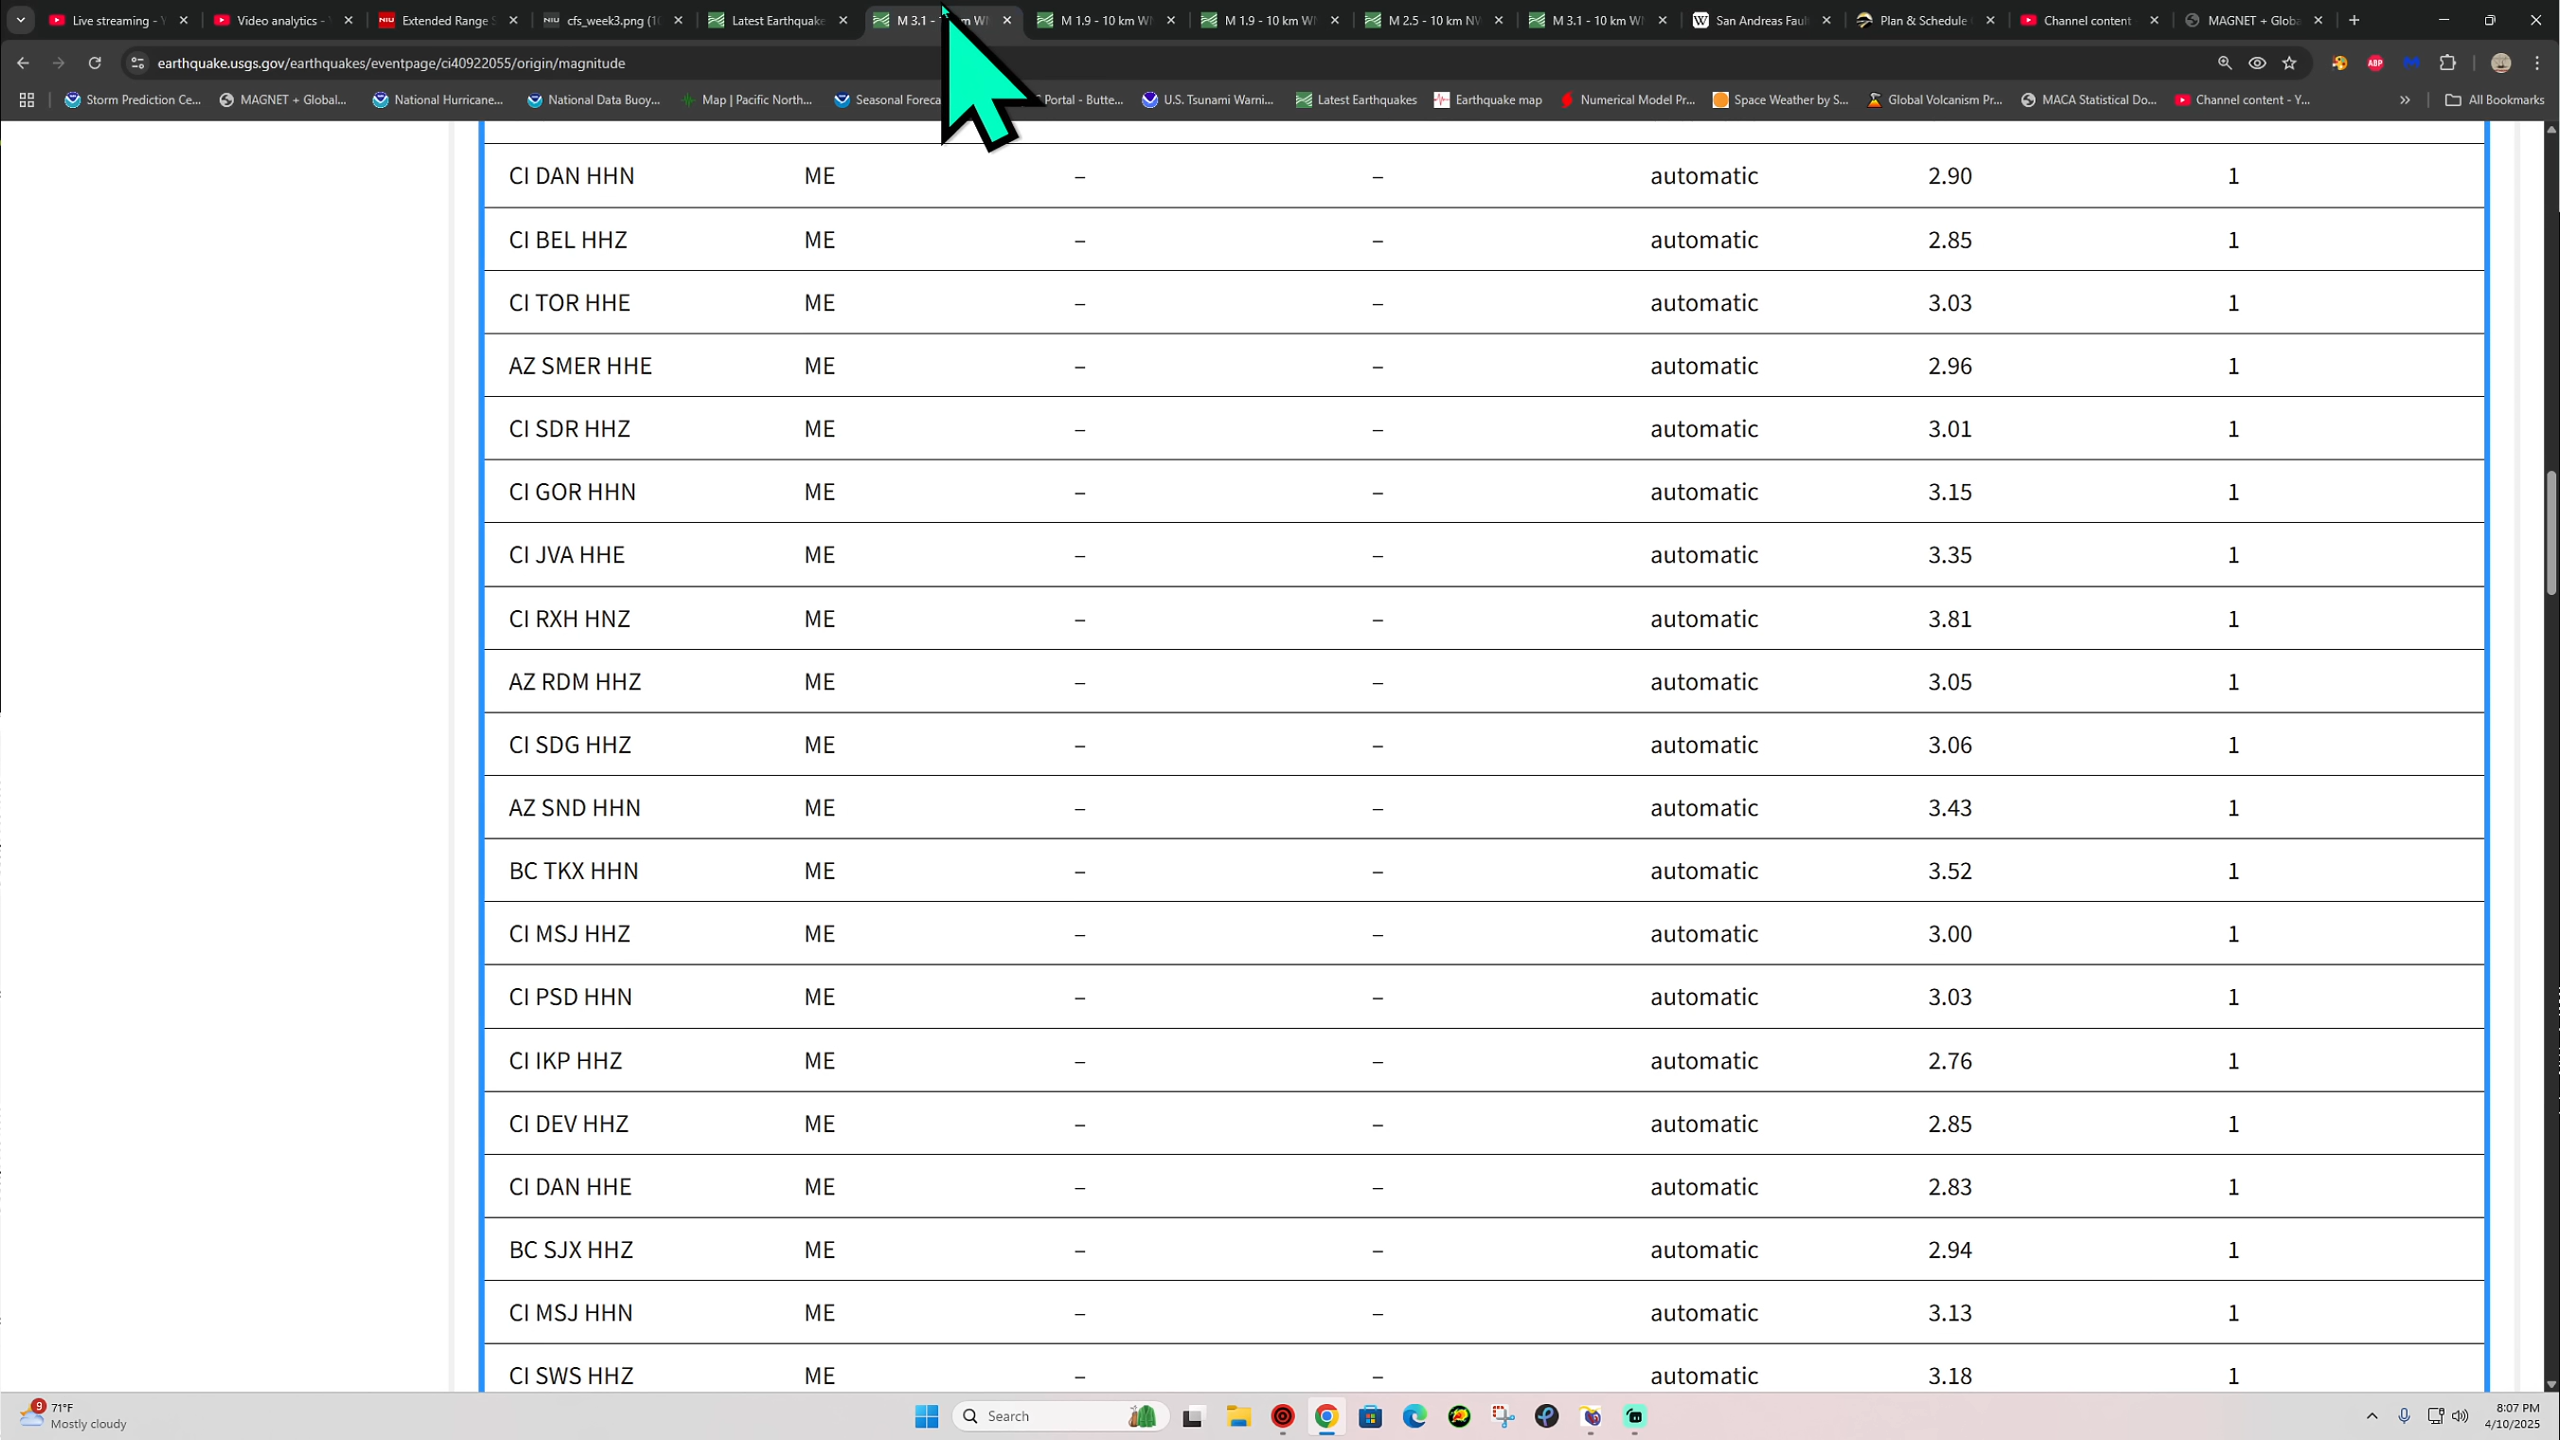 Live streaming - Y
Video analytics - Y
NIU Extended Range S
NIU cfs_week3.png (1
Latest Earthquake
M 3.1 - km W
M 1.9 - 10 km W
M 1.9 - 10 km W
M 2.5 - 10 km NV
M 3.1 - 10 km W
W San Andreas Faul
Plan & Schedule
Channel content
MAGNET + Globa
earthquake.usgs.gov/earthquakes/eventpage/ci40922055/origin/magnitude
ABP
Storm Prediction Ce...
MAGNET + Global...
National Hurricane...
National Data Buoy...
Map | Pacific North...
Seasonal Foreca
Portal - Butte...
U.S. Tsunami Warni...
Latest Earthquakes
Earthquake map
Numerical Model Pr...
Space Weather by S...
Global Volcanism Pr...
MACA Statistical Do...
Channel content - Y...
All Bookmarks
CI DAN HHN ME – – automatic 2.90 1
CI BEL HHZ ME – – automatic 2.85 1
CI TOR HHE ME – – automatic 3.03 1
AZ SMER HHE ME – – automatic 2.96 1
CI SDR HHZ ME – – automatic 3.01 1
CI GOR HHN ME – – automatic 3.15 1
CI JVA HHE ME – – automatic 3.35 1
CI RXH HNZ ME – – automatic 3.81 1
AZ RDM HHZ ME – – automatic 3.05 1
CI SDG HHZ ME – – automatic 3.06 1
AZ SND HHN ME – – automatic 3.43 1
BC TKX HHN ME – – automatic 3.52 1
CI MSJ HHZ ME – – automatic 3.00 1
CI PSD HHN ME – – automatic 3.03 1
CI IKP HHZ ME – – automatic 2.76 1
CI DEV HHZ ME – – automatic 2.85 1
CI DAN HHE ME – – automatic 2.83 1
BC SJX HHZ ME – – automatic 2.94 1
CI MSJ HHN ME – – automatic 3.13 1
CI SWS HHZ ME – – automatic 3.18 1
9
71°F
Mostly cloudy
Search
8:07 PM
4/10/2025